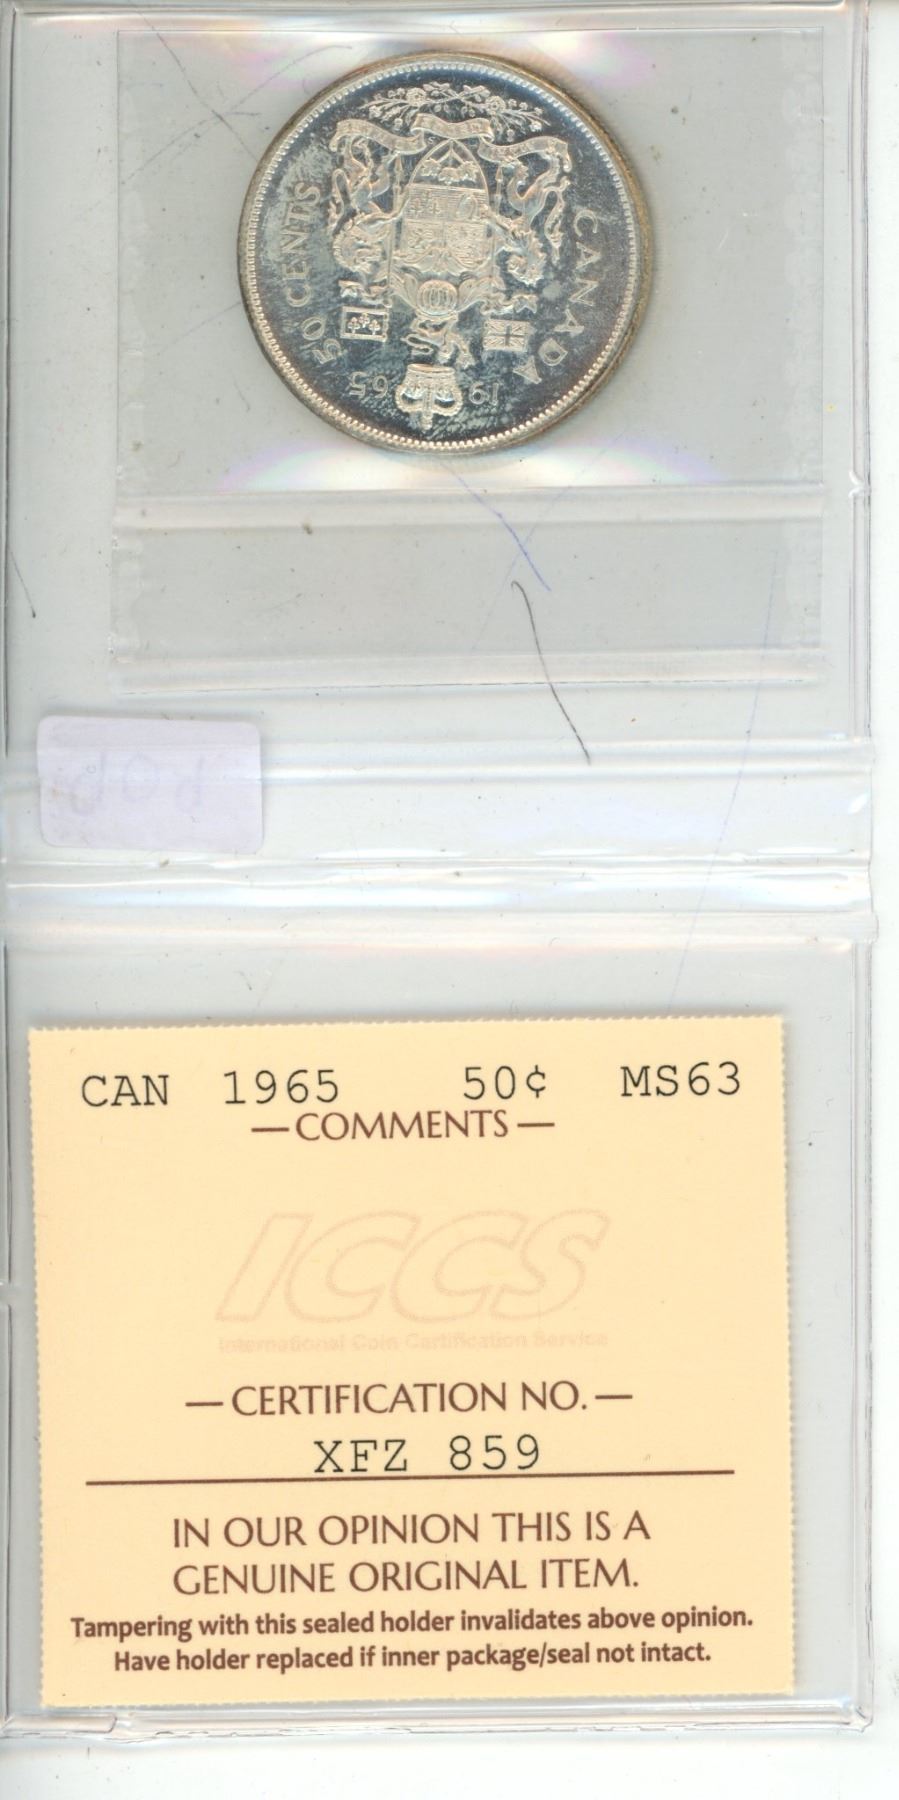 50 CENTS
CANADA
1965
CAN 1965 50¢ MS63
—COMMENTS—
ICCS
International Coin Certification Service
—CERTIFICATION NO.—
XFZ 859
IN OUR OPINION THIS IS A
GENUINE ORIGINAL ITEM.
Tampering with this sealed holder invalidates above opinion.
Have holder replaced if inner package/seal not intact.